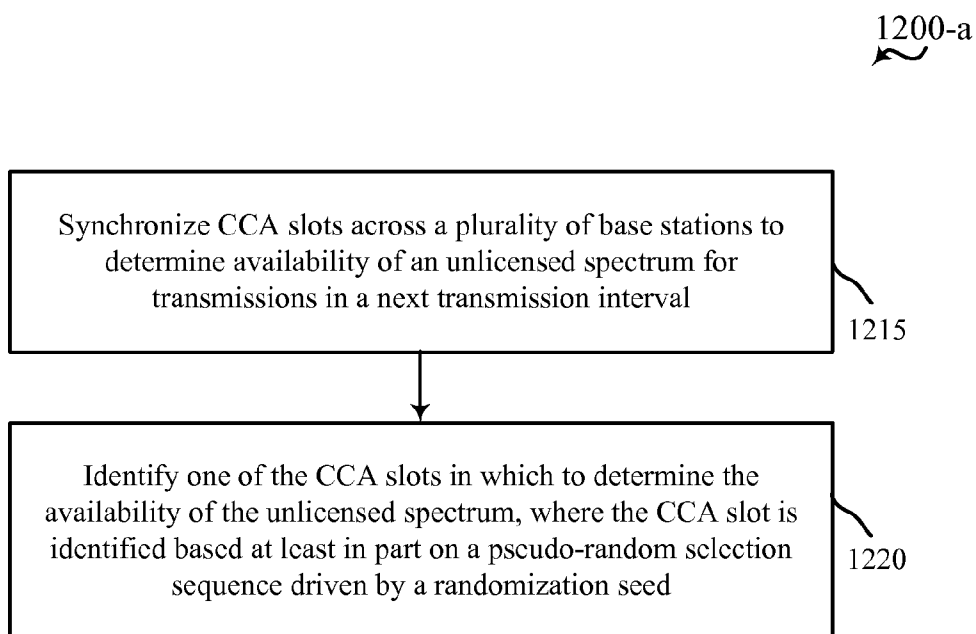 1200-a
Synchronize CCA slots across a plurality of base stations to
determine availability of an unlicensed spectrum for
transmissions in a next transmission interval
1215
Identify one of the CCA slots in which to determine the
availability of the unlicensed spectrum, where the CCA slot is
identified based at least in part on a pseudo-random selection
sequence driven by a randomization seed
1220